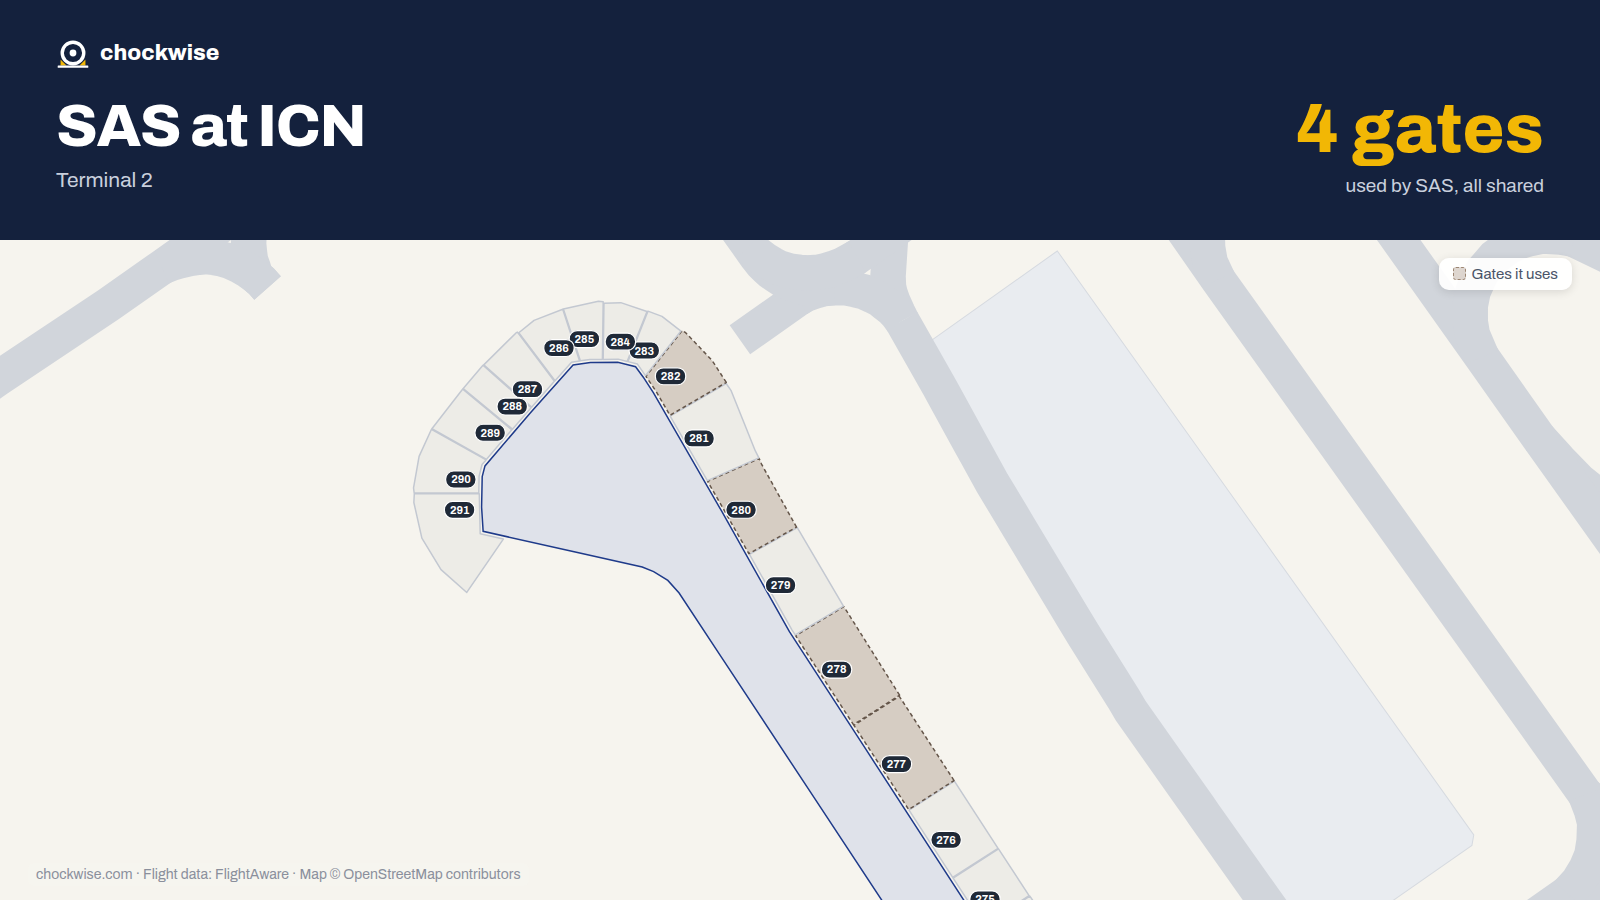 chockwise
SAS at ICN
Terminal 2
4 gates
used by SAS, all shared
Gates it uses
285
284
286
283
282
287
288
289
281
290
291
280
279
278
277
276
275
chockwise.com · Flight data: FlightAware · Map © OpenStreetMap contributors